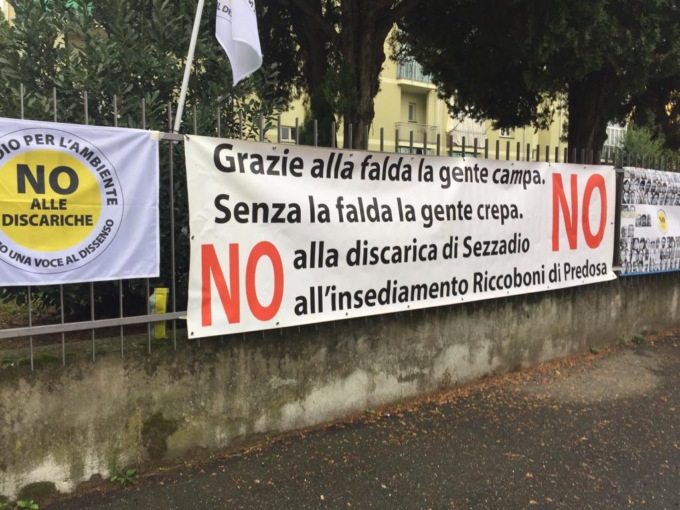 DIO PER L'AMBIENTE
NO
ALLE
DISCARICHE
O UNA VOCE AL DISSENSO
Grazie alla falda la gente campa.
Senza la falda la gente crepa.
NO alla discarica di Sezzadio
all'insediamento Riccoboni di Predosa
NO